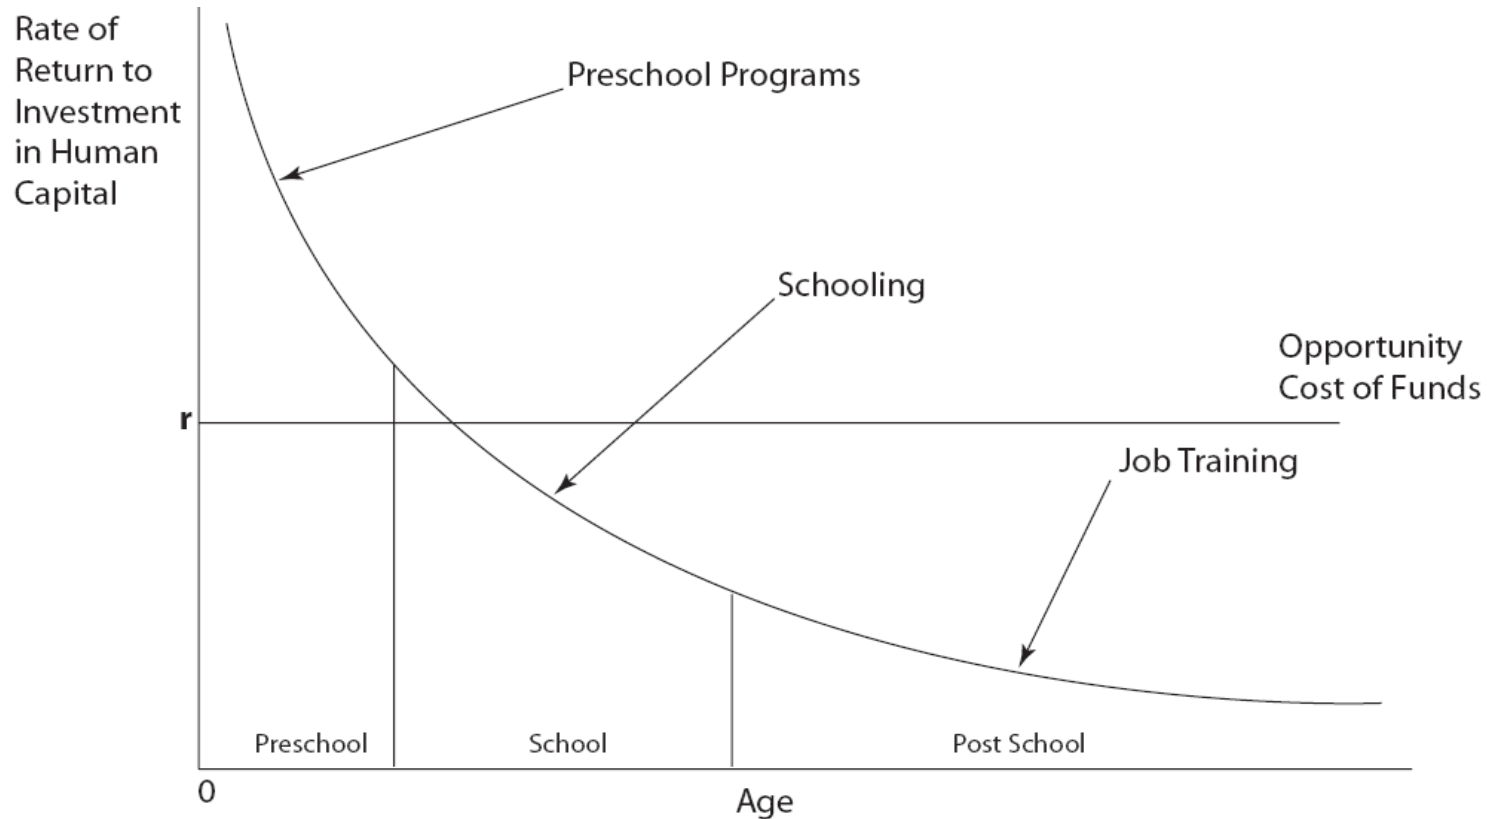 Rate of
Return to
Investment
in Human
Capital
Preschool Programs
Schooling
Opportunity
Cost of Funds
r
Job Training
Preschool
School
Post School
0
Age